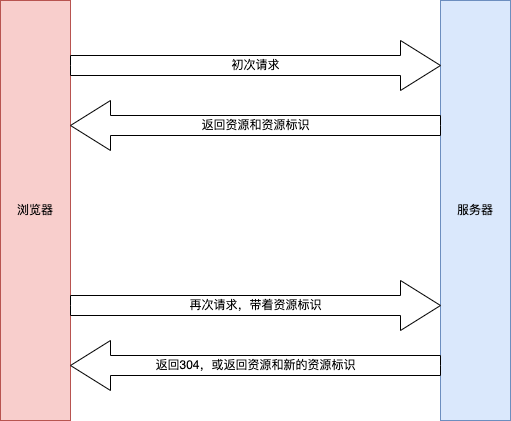 初次请求
返回资源和资源标识
浏览器
服务器
再次请求，带着资源标识
返回304，或返回资源和新的资源标识